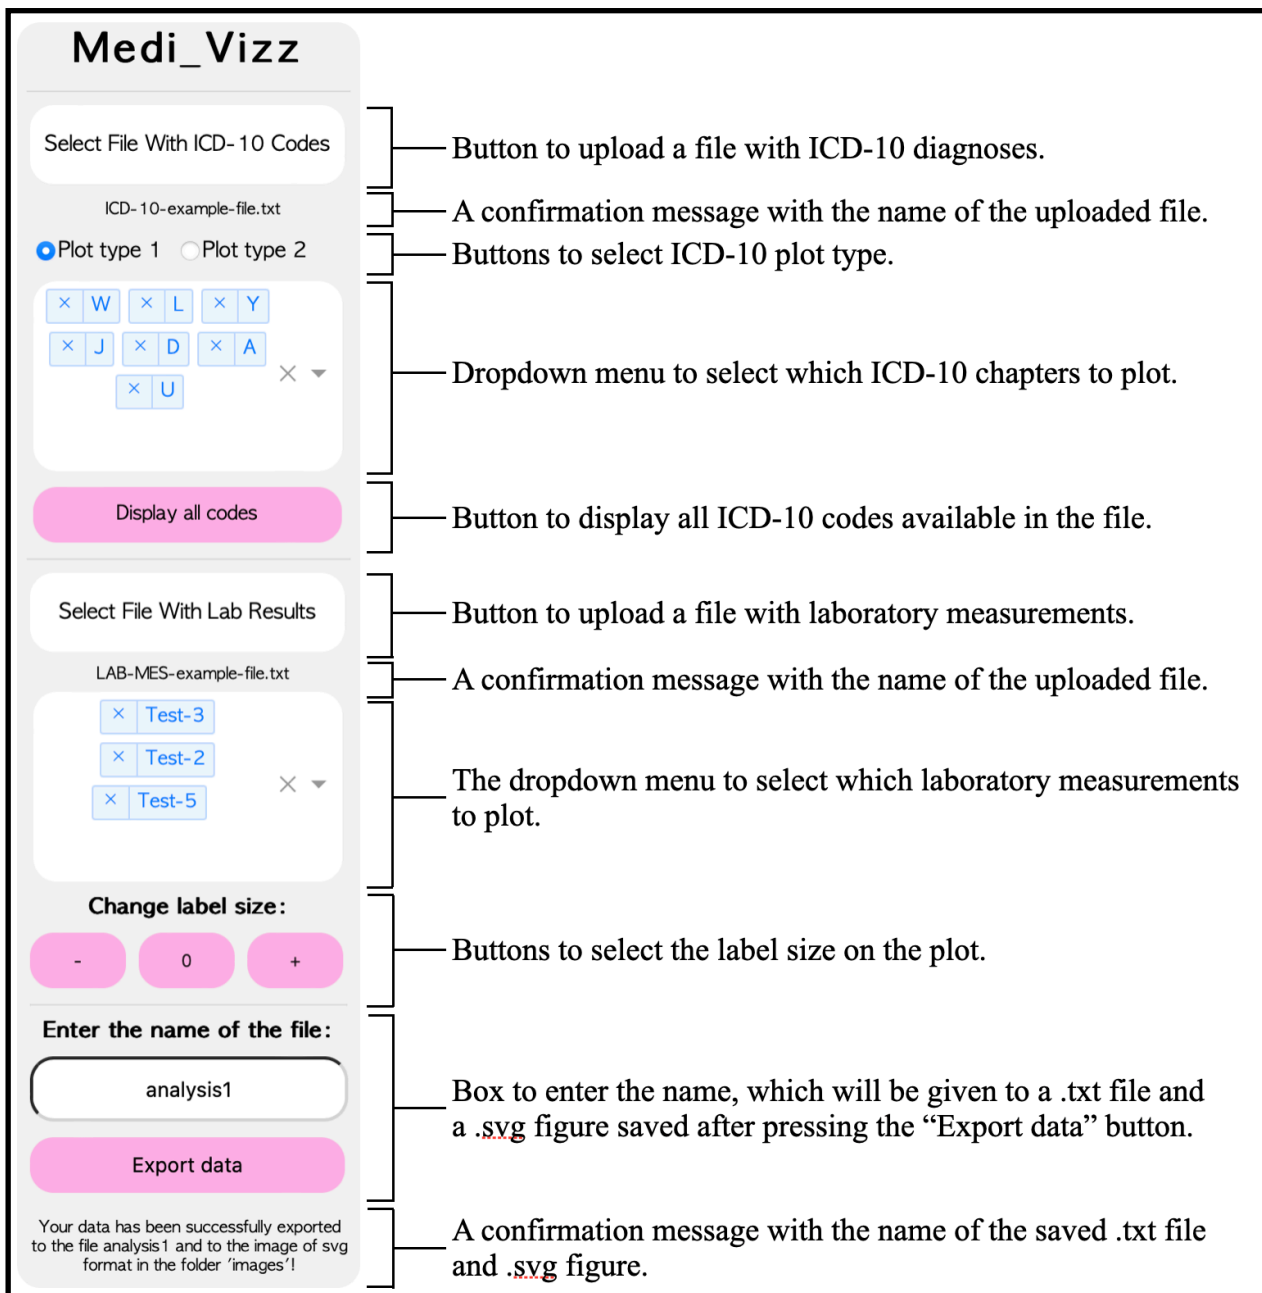 Medi_Vizz
Select File With ICD-10 Codes
Button to upload a file with ICD-10 diagnoses.
ICD-10-example-file.txt
A confirmation message with the name of the uploaded file.
Plot type 1 Plot type 2
Buttons to select ICD-10 plot type.
× W × L × Y
× J × D × A
× U
Dropdown menu to select which ICD-10 chapters to plot.
Display all codes
Button to display all ICD-10 codes available in the file.
Select File With Lab Results
Button to upload a file with laboratory measurements.
LAB-MES-example-file.txt
A confirmation message with the name of the uploaded file.
× Test-3
× Test-2
× Test-5
The dropdown menu to select which laboratory measurements
to plot.
Change label size:
- 0 +
Buttons to select the label size on the plot.
Enter the name of the file:
analysis1
Box to enter the name, which will be given to a .txt file and
a .svg figure saved after pressing the “Export data” button.
Export data
Your data has been successfully exported
to the file analysis1 and to the image of svg
format in the folder 'images'!
A confirmation message with the name of the saved .txt file
and .svg figure.